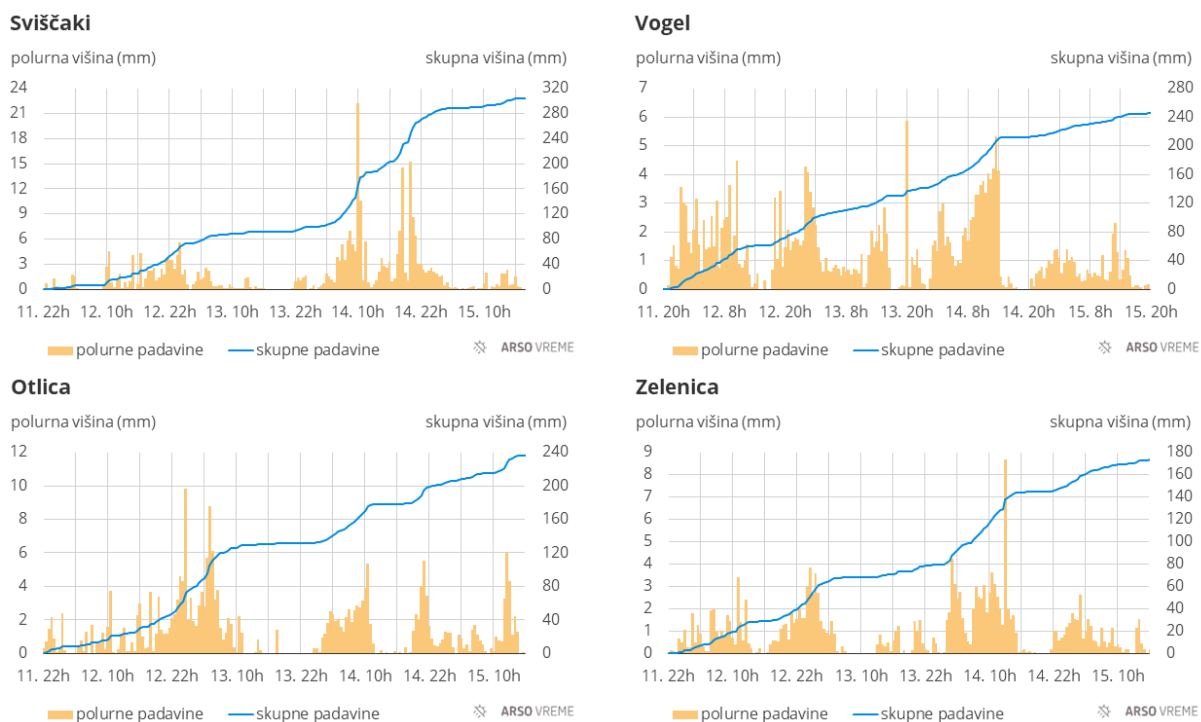 Sviščaki
polurna višina (mm) skupna višina (mm)
24 320
21 280
18 240
15 200
12 160
9 120
6 80
3 40
0 0
11. 22h 12. 10h 12. 22h 13. 10h 13. 22h 14. 10h 14. 22h 15. 10h
polurne padavine skupne padavine ARSO VREME
Vogel
polurna višina (mm) skupna višina (mm)
7 280
6 240
5 200
4 160
3 120
2 80
1 40
0 0
11. 20h 12. 8h 12. 20h 13. 8h 13. 20h 14. 8h 14. 20h 15. 8h 15. 20h
polurne padavine skupne padavine ARSO VREME
Otlica
polurna višina (mm) skupna višina (mm)
12 240
10 200
8 160
6 120
4 80
2 40
0 0
11. 22h 12. 10h 12. 22h 13. 10h 13. 22h 14. 10h 14. 22h 15. 10h
polurne padavine skupne padavine ARSO VREME
Zelenica
polurna višina (mm) skupna višina (mm)
9 180
8 160
7 140
6 120
5 100
4 80
3 60
2 40
1 20
0 0
11. 22h 12. 10h 12. 22h 13. 10h 13. 22h 14. 10h 14. 22h 15. 10h
polurne padavine skupne padavine ARSO VREME